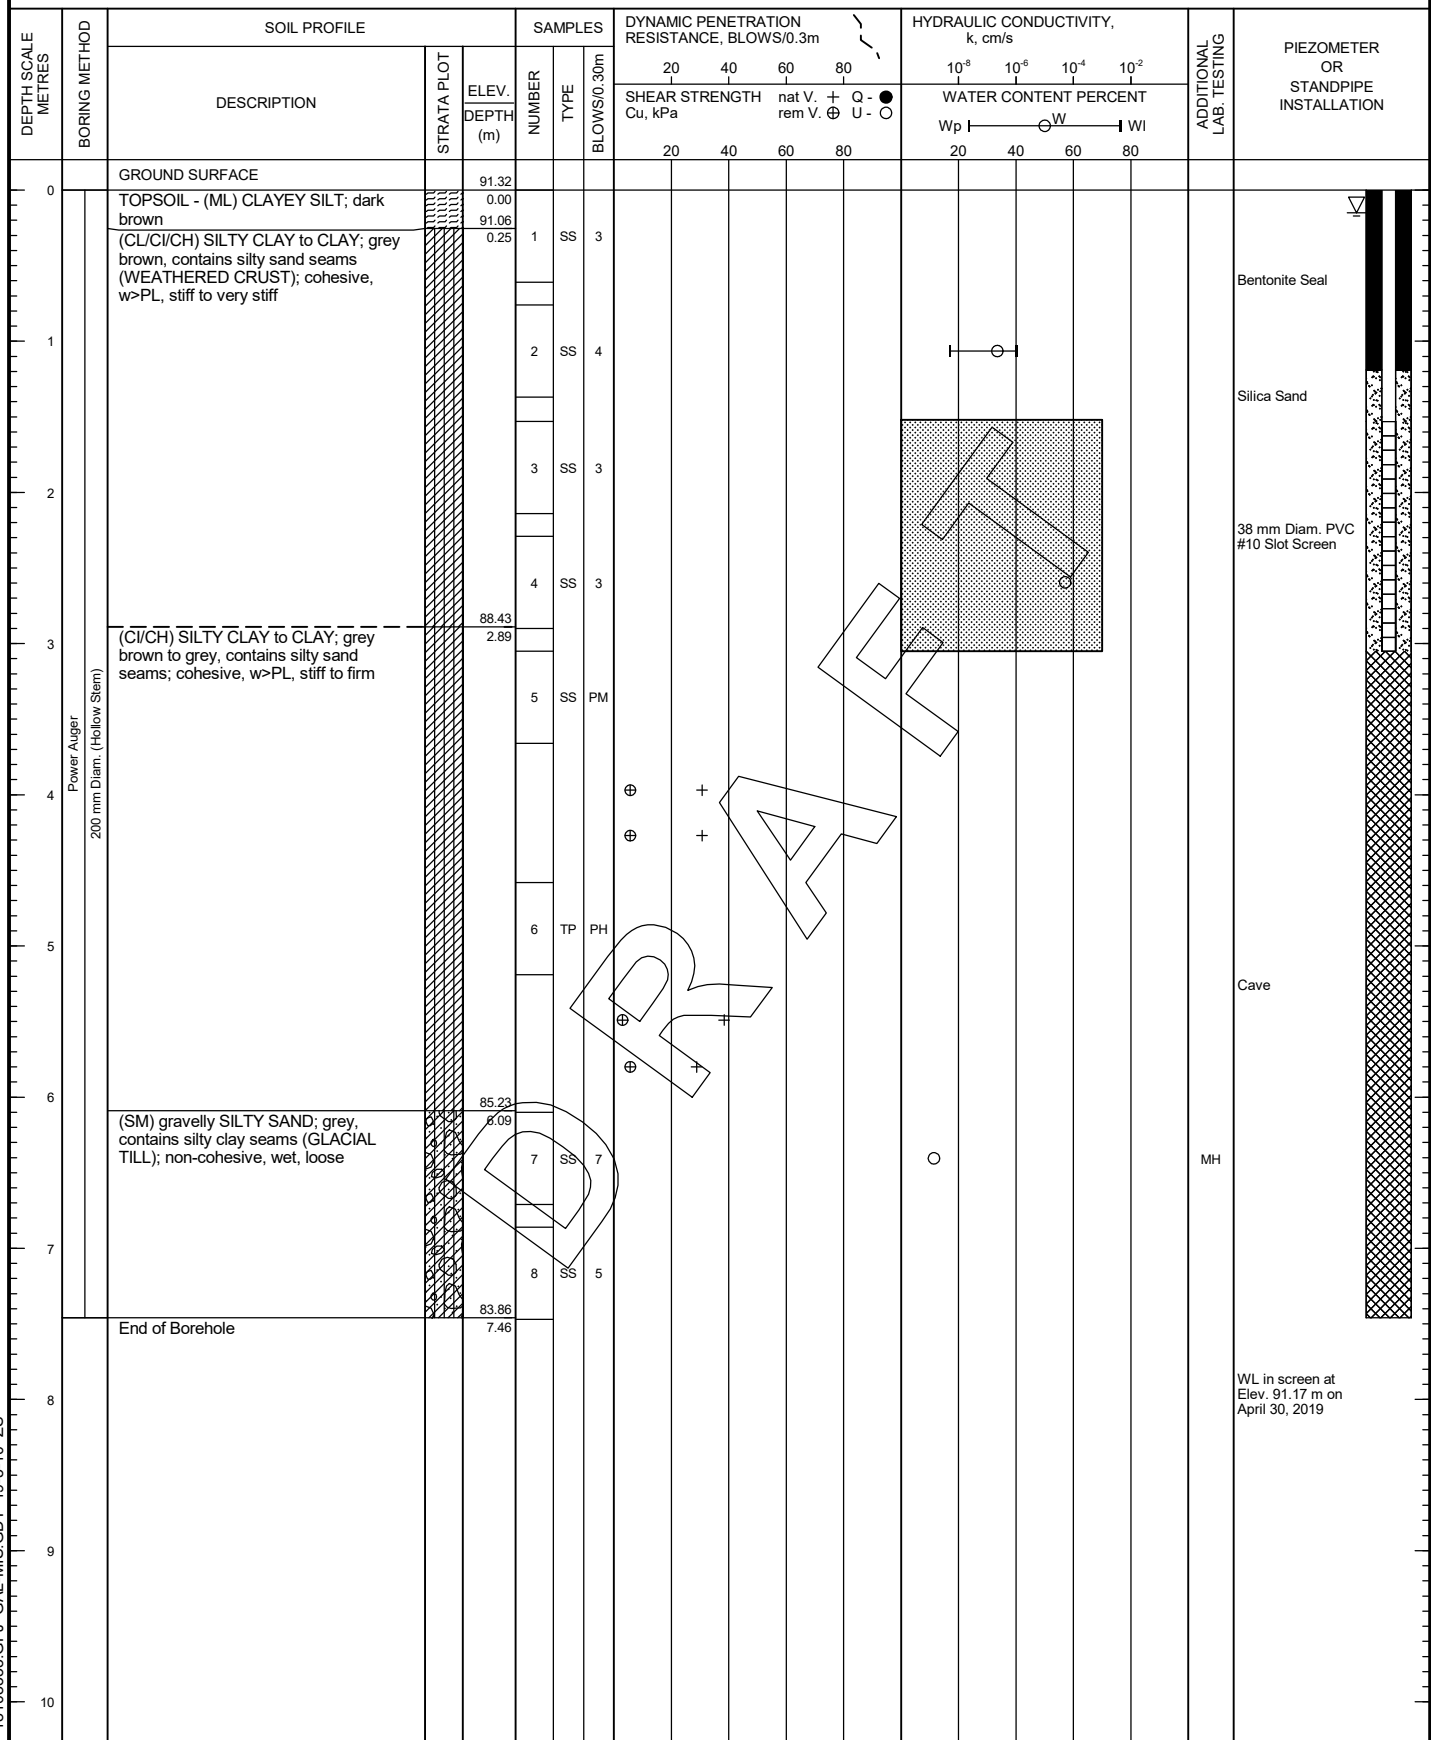 DEPTH SCALE
METRES
BORING METHOD
SOIL PROFILE
DESCRIPTION
STRATA PLOT
ELEV.
DEPTH
(m)
SAMPLES
NUMBER
TYPE
BLOWS/0.30m
DYNAMIC PENETRATION
RESISTANCE, BLOWS/0.3m
20 40 60 80
SHEAR STRENGTH nat V. + Q - ●
Cu, kPa rem V. ⊕ U - ○
20 40 60 80
HYDRAULIC CONDUCTIVITY,
k, cm/s
10⁻⁸ 10⁻⁶ 10⁻⁴ 10⁻²
WATER CONTENT PERCENT
Wp W Wl
20 40 60 80
ADDITIONAL
LAB. TESTING
PIEZOMETER
OR
STANDPIPE
INSTALLATION
GROUND SURFACE 91.32
0
TOPSOIL - (ML) CLAYEY SILT; dark
brown
0.00
91.06
0.25
(CL/CI/CH) SILTY CLAY to CLAY; grey
brown, contains silty sand seams
(WEATHERED CRUST); cohesive,
w>PL, stiff to very stiff
1 SS 3
Bentonite Seal
1
2 SS 4
Silica Sand
3 SS 3
2
38 mm Diam. PVC
#10 Slot Screen
4 SS 3
88.43
2.89
(CI/CH) SILTY CLAY to CLAY; grey
brown to grey, contains silty sand
seams; cohesive, w>PL, stiff to firm
3
5 SS PM
Power Auger
200 mm Diam. (Hollow Stem)
4
6 TP PH
5
Cave
6
85.23
6.09
(SM) gravelly SILTY SAND; grey,
contains silty clay seams (GLACIAL
TILL); non-cohesive, wet, loose
7 SS 7
MH
7
8 SS 5
83.86
7.46
End of Borehole
WL in screen at
Elev. 91.17 m on
April 30, 2019
8
9
10
DRAFT